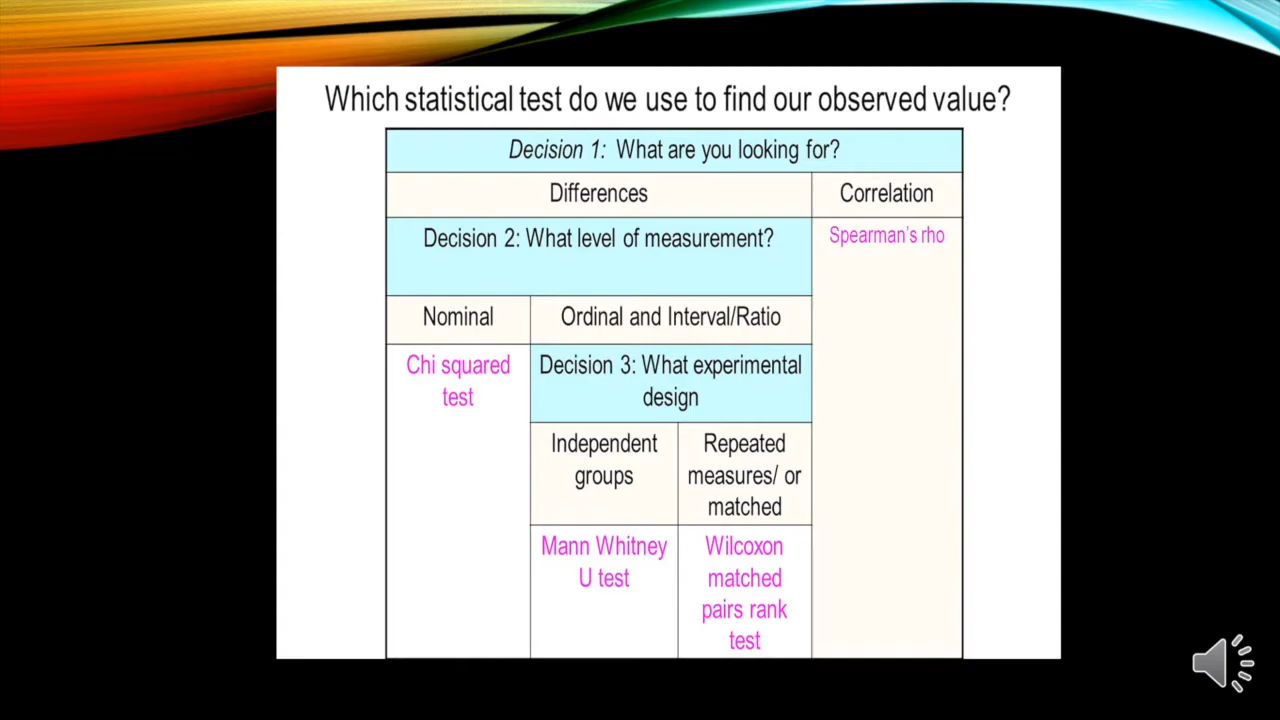 Which statistical test do we use to find our observed value?
Decision 1: What are you looking for?
Differences
Correlation
Decision 2: What level of measurement?
Spearman’s rho
Nominal
Ordinal and Interval/Ratio
Chi squared
test
Decision 3: What experimental
design
Independent
groups
Repeated
measures/ or
matched
Mann Whitney
U test
Wilcoxon
matched
pairs rank
test